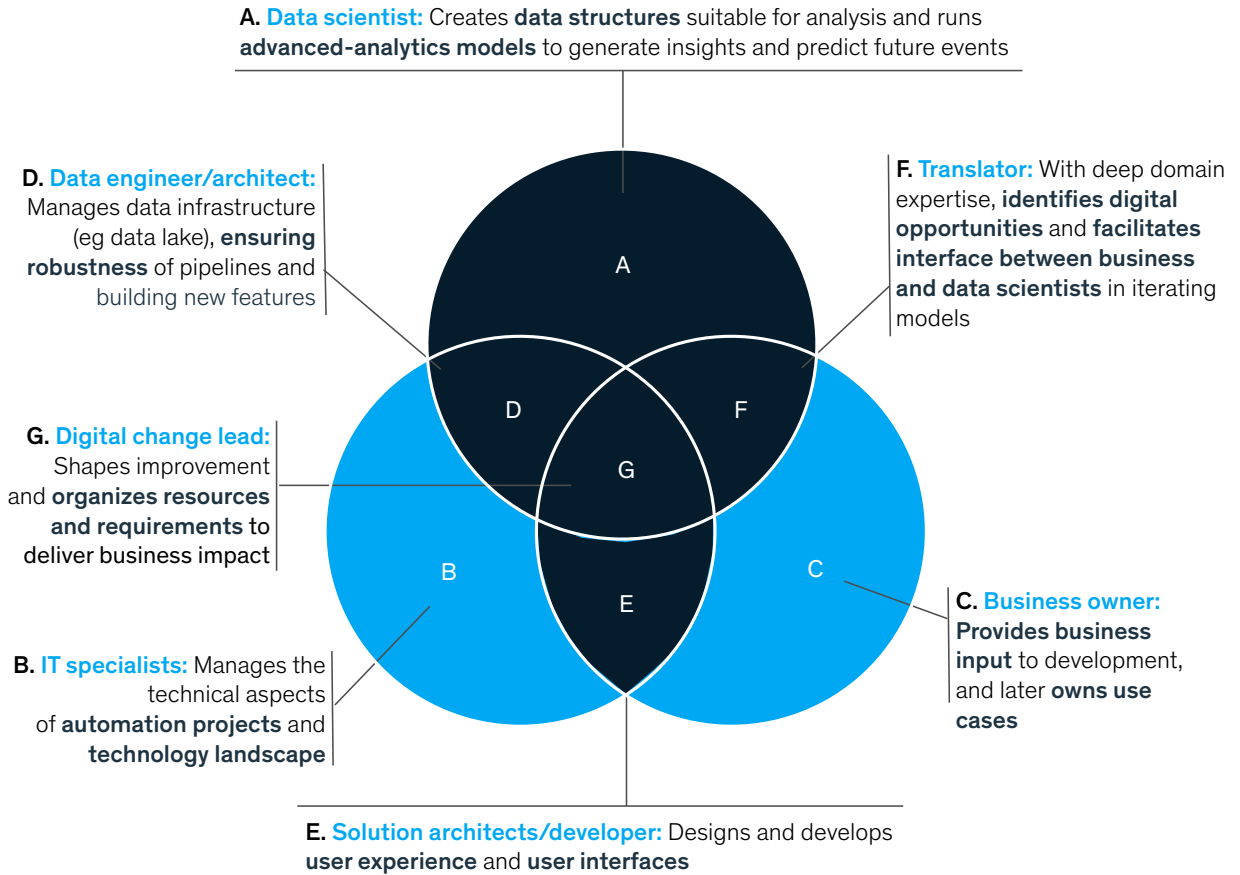 A. Data scientist: Creates data structures suitable for analysis and runs
advanced-analytics models to generate insights and predict future events
D. Data engineer/architect:
Manages data infrastructure
(eg data lake), ensuring
robustness of pipelines and
building new features
F. Translator: With deep domain
expertise, identifies digital
opportunities and facilitates
interface between business
and data scientists in iterating
models
A
D
F
G. Digital change lead:
Shapes improvement
and organizes resources
and requirements to
deliver business impact
G
B
C
E
C. Business owner:
Provides business
input to development,
and later owns use
cases
B. IT specialists: Manages the
technical aspects
of automation projects and
technology landscape
E. Solution architects/developer: Designs and develops
user experience and user interfaces